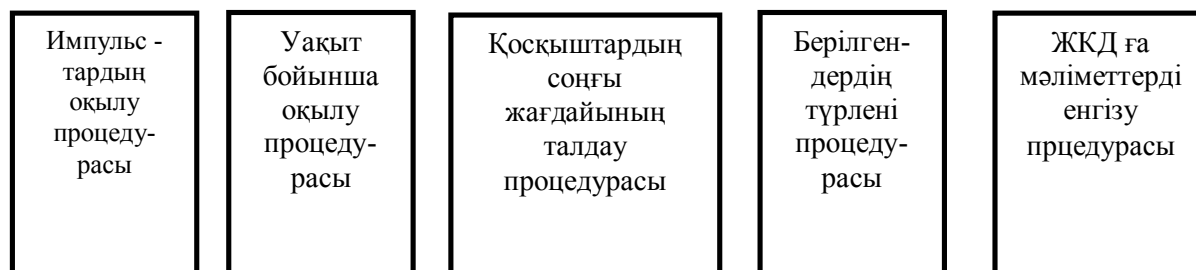 Импульс -
тардың
оқылу
процеду-
расы
Уақыт
бойынша
оқылу
процеду-
расы
Қосқыштардың
соңғы
жағдайының
талдау
процедурасы
Берілген-
дердің
түрлені
процеду-
расы
ЖКД ға
мәліметтерді
енгізу
прцедурасы